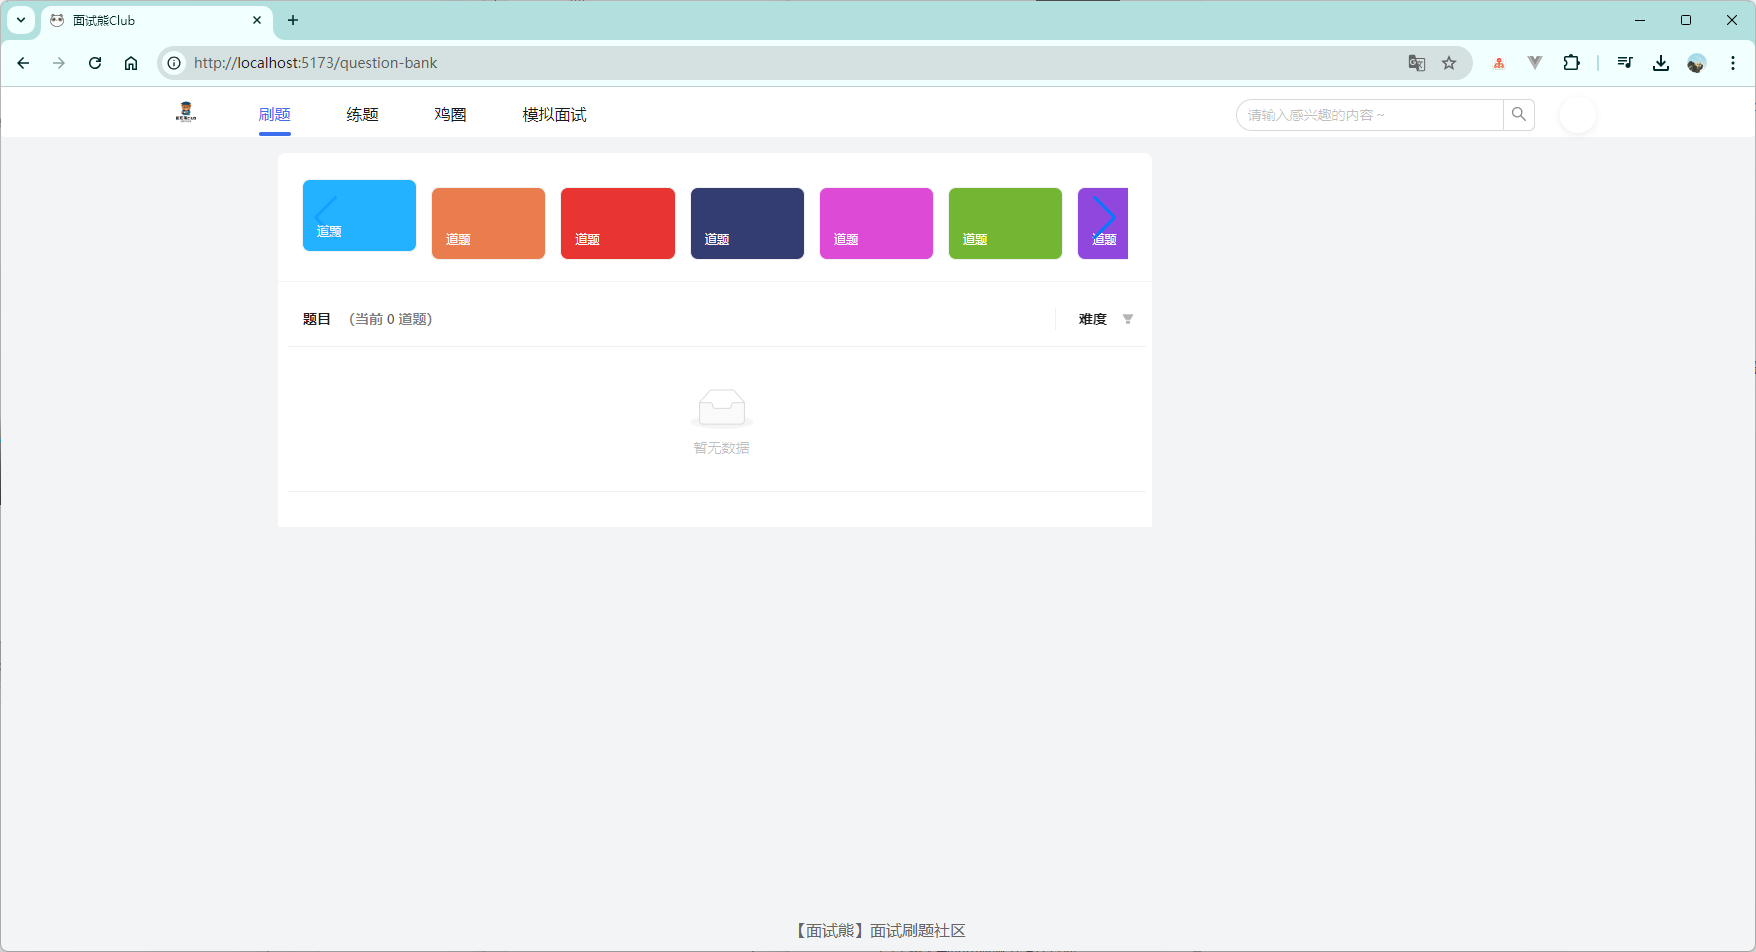 面试熊Club
http://localhost:5173/question-bank
刷题
练题
鸡圈
模拟面试
请输入感兴趣的内容 ~
道题
道题
道题
道题
道题
道题
道题
题目
(当前 0 道题)
难度
暂无数据
【面试熊】面试刷题社区